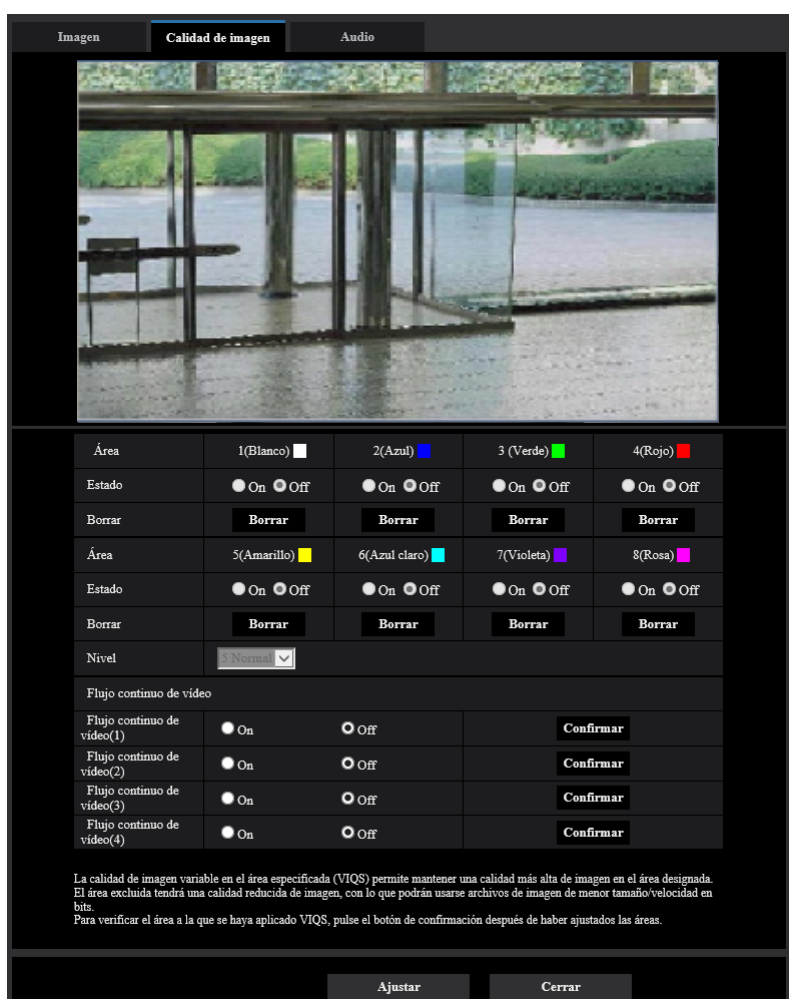 Imagen Calidad de imagen Audio
Área 1(Blanco) 2(Azul) 3 (Verde) 4(Rojo)
Estado On Off On Off On Off On Off
Borrar Borrar Borrar Borrar Borrar
Área 5(Amarillo) 6(Azul claro) 7(Violeta) 8(Rosa)
Estado On Off On Off On Off On Off
Borrar Borrar Borrar Borrar Borrar
Nivel 5 Normal
Flujo continuo de vídeo
Flujo continuo de
vídeo(1) On Off Confirmar
Flujo continuo de
vídeo(2) On Off Confirmar
Flujo continuo de
vídeo(3) On Off Confirmar
Flujo continuo de
vídeo(4) On Off Confirmar
La calidad de imagen variable en el área especificada (VIQS) permite mantener una calidad más alta de imagen en el área designada.
El área excluida tendrá una calidad reducida de imagen, con lo que podrán usarse archivos de imagen de menor tamaño/velocidad en
bits.
Para verificar el área a la que se haya aplicado VIQS, pulse el botón de confirmación después de haber ajustados las áreas.
Ajustar Cerrar